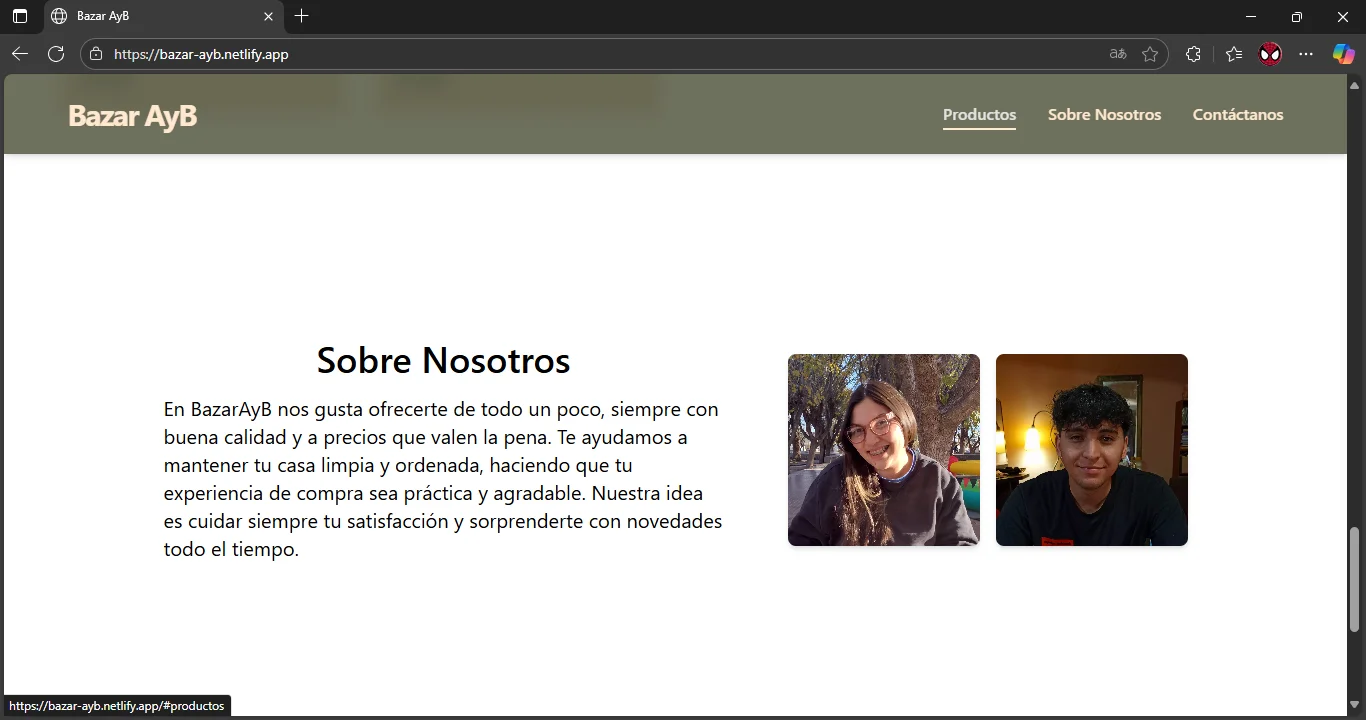 Bazar AyB
https://bazar-ayb.netlify.app
Bazar AyB
Productos
Sobre Nosotros
Contáctanos
Sobre Nosotros
En BazarAyB nos gusta ofrecerte de todo un poco, siempre con
buena calidad y a precios que valen la pena. Te ayudamos a
mantener tu casa limpia y ordenada, haciendo que tu
experiencia de compra sea práctica y agradable. Nuestra idea
es cuidar siempre tu satisfacción y sorprenderte con novedades
todo el tiempo.
https://bazar-ayb.netlify.app/#productos